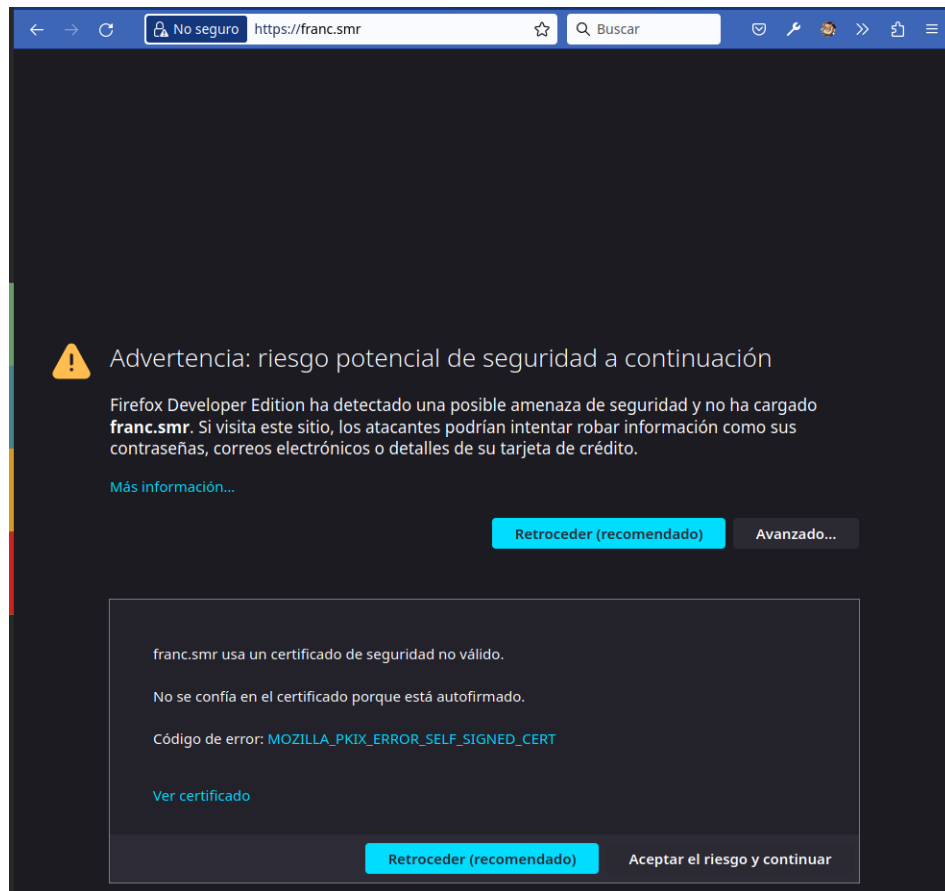 No seguro https://franc.smr Buscar
Advertencia: riesgo potencial de seguridad a continuación
Firefox Developer Edition ha detectado una posible amenaza de seguridad y no ha cargado
franc.smr. Si visita este sitio, los atacantes podrían intentar robar información como sus
contraseñas, correos electrónicos o detalles de su tarjeta de crédito.
Más información...
Retroceder (recomendado) Avanzado...
franc.smr usa un certificado de seguridad no válido.
No se confía en el certificado porque está autofirmado.
Código de error: MOZILLA_PKIX_ERROR_SELF_SIGNED_CERT
Ver certificado
Retroceder (recomendado) Aceptar el riesgo y continuar